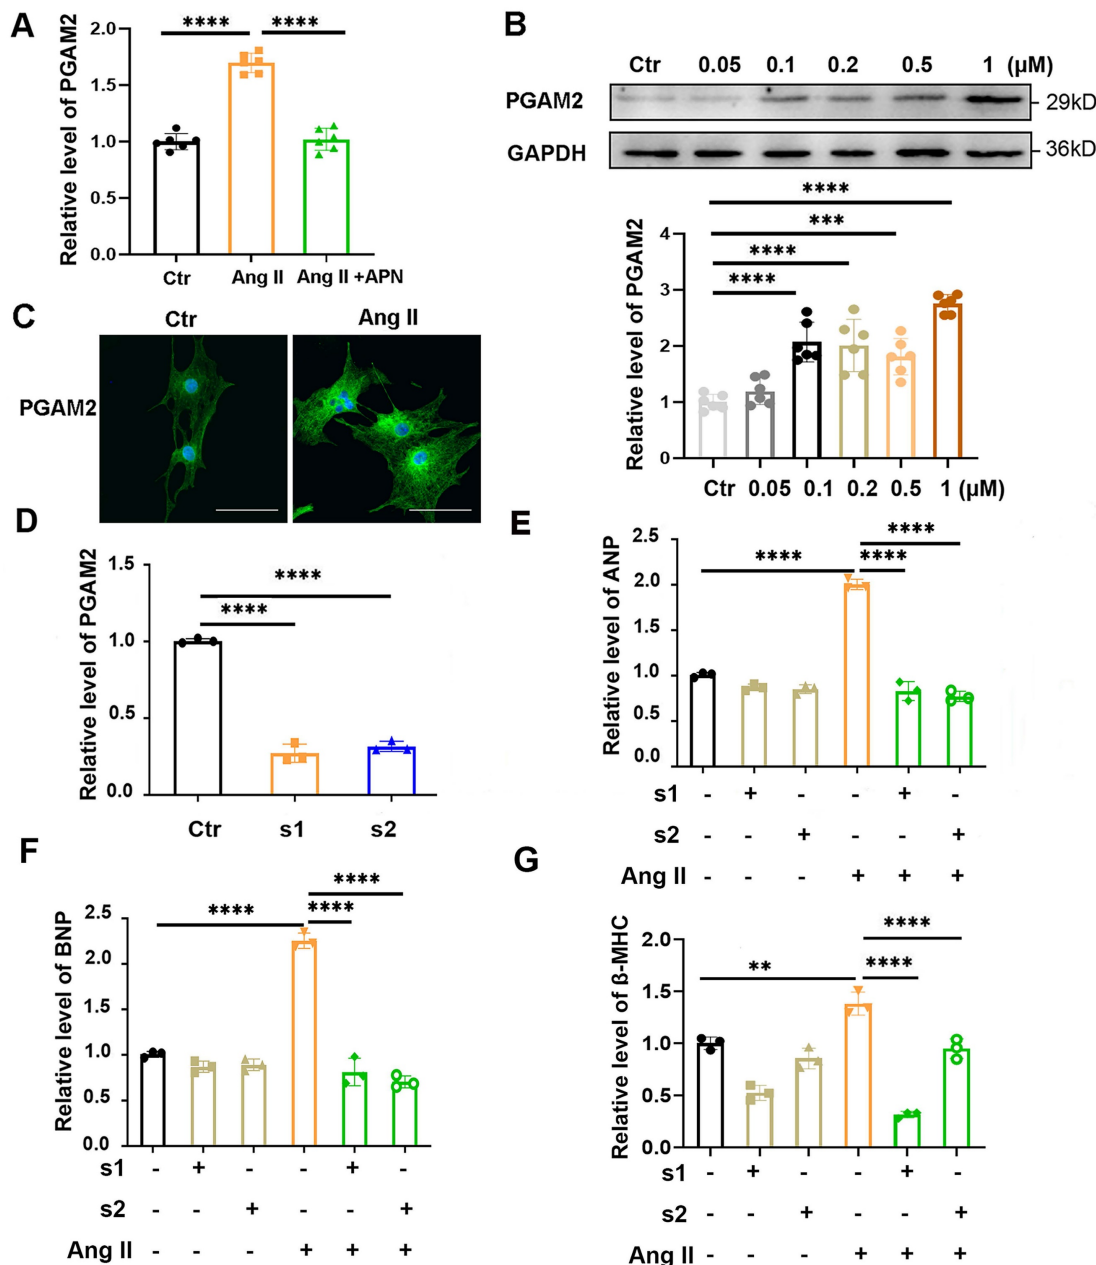 A
Relative level of PGAM2
**** ****
2.0
1.5
1.0
0.5
0.0
Ctr Ang II Ang II +APN
B
Ctr 0.05 0.1 0.2 0.5 1 (μM)
PGAM2 29kD
GAPDH 36kD
Relative level of PGAM2
****
***
****
****
4
3
2
1
0
Ctr 0.05 0.1 0.2 0.5 1 (μM)
C
Ctr Ang II
PGAM2
D
Relative level of PGAM2
****
****
1.5
1.0
0.5
0.0
Ctr s1 s2
E
Relative level of ANP
****
**** ****
2.5
2.0
1.5
1.0
0.5
0.0
s1 - + - - + -
s2 - - + - - +
Ang II - - - + + +
F
Relative level of BNP
****
**** ****
2.5
2.0
1.5
1.0
0.5
0.0
s1 - + - - + -
s2 - - + - - +
Ang II - - - + + +
G
Relative level of ß-MHC
****
** ****
2.0
1.5
1.0
0.5
0.0
s1 - + - - + -
s2 - - + - - +
Ang II - - - + + +